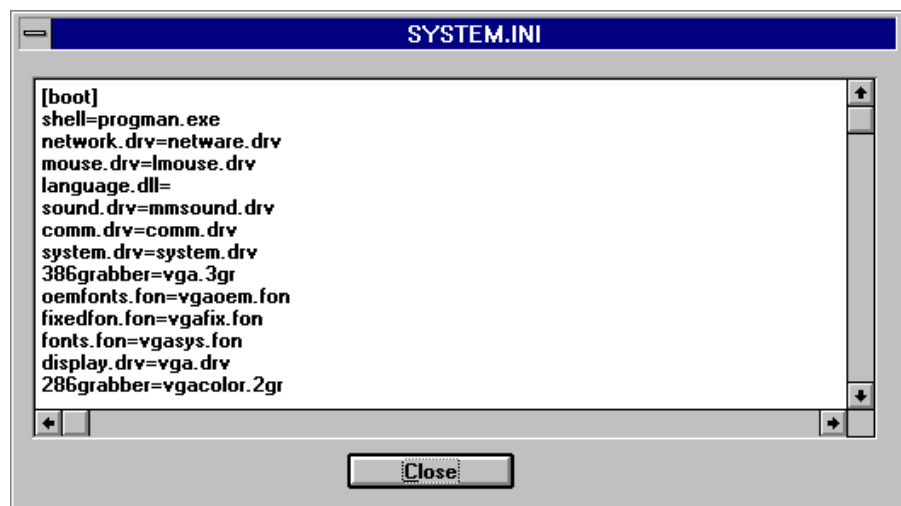 SYSTEM.INI
[boot]
shell=progman.exe
network.drv=netware.drv
mouse.drv=lmouse.drv
language.dll=
sound.drv=mmsound.drv
comm.drv=comm.drv
system.drv=system.drv
386grabber=vga.3gr
oemfonts.fon=vgaoem.fon
fixedfon.fon=vgafix.fon
fonts.fon=vgasys.fon
display.drv=vga.drv
286grabber=vgacolor.2gr
Close